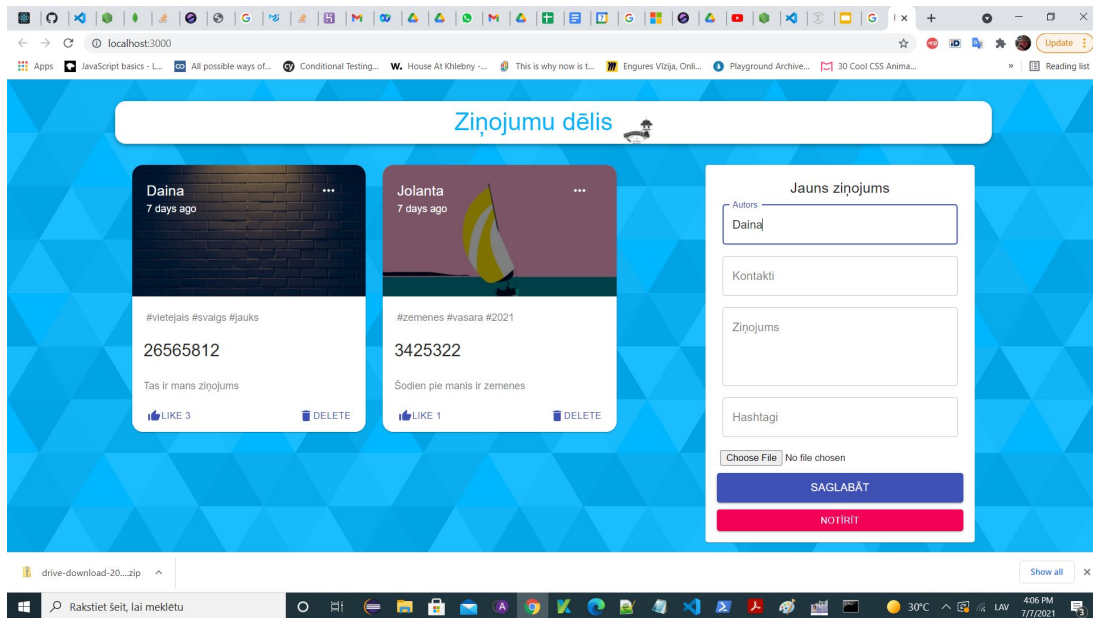 localhost:3000
Update
Apps
JavaScript basics - L...
All possible ways of...
Conditional Testing...
House At Khlebny -...
This is why now is t...
Engures Vīzija, Onli...
Playground Archive...
30 Cool CSS Anima...
»
Reading list
Ziņojumu dēlis
Daina
7 days ago
#vietejais #svaigs #jauks
26565812
Tas ir mans ziņojums
LIKE 3
DELETE
Jolanta
7 days ago
#zemenes #vasara #2021
3425322
Šodien pie manis ir zemenes
LIKE 1
DELETE
Jauns ziņojums
Autors
Daina
Kontakti
Ziņojums
Hashtagi
Choose File No file chosen
SAGLABĀT
NOTĪRĪT
drive-download-20....zip
Show all
Rakstiet šeit, lai meklētu
30°C
LAV
4:06 PM
7/7/2021